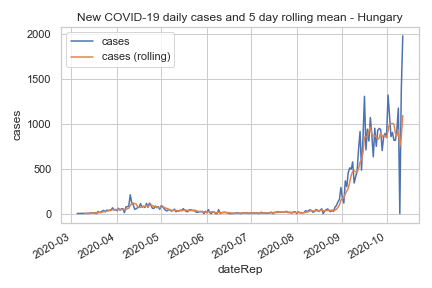 New COVID-19 daily cases and 5 day rolling mean - Hungary
cases
cases (rolling)
2000
1500
1000
500
0
cases
2020-03
2020-04
2020-05
2020-06
2020-07
2020-08
2020-09
2020-10
dateRep